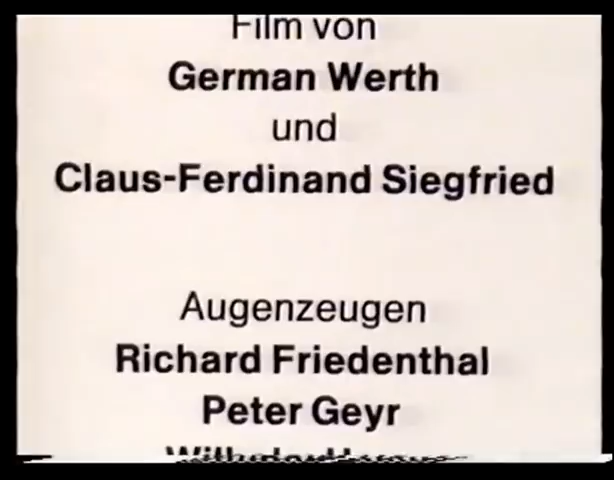 Film von
German Werth
und
Claus-Ferdinand Siegfried
Augenzeugen
Richard Friedenthal
Peter Geyr